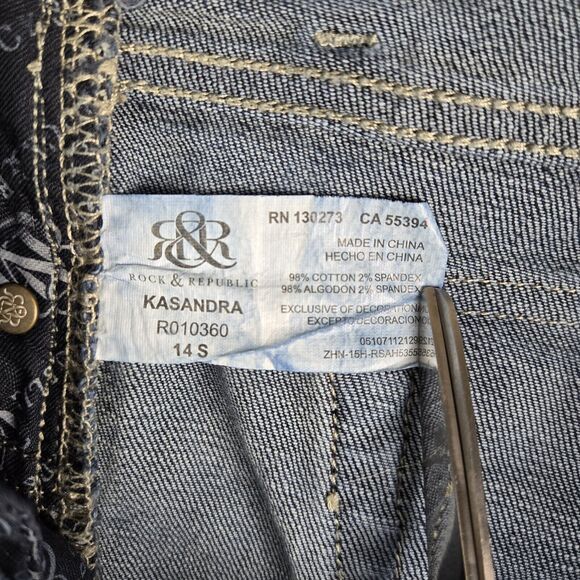 R&R
ROCK & REPUBLIC
KASANDRA
R010360
14 S
RN 130273 CA 55394
MADE IN CHINA
HECHO EN CHINA
98% COTTON 2% SPANDEX
98% ALGODON 2% SPANDEX
EXCLUSIVE OF
EXCEPTO